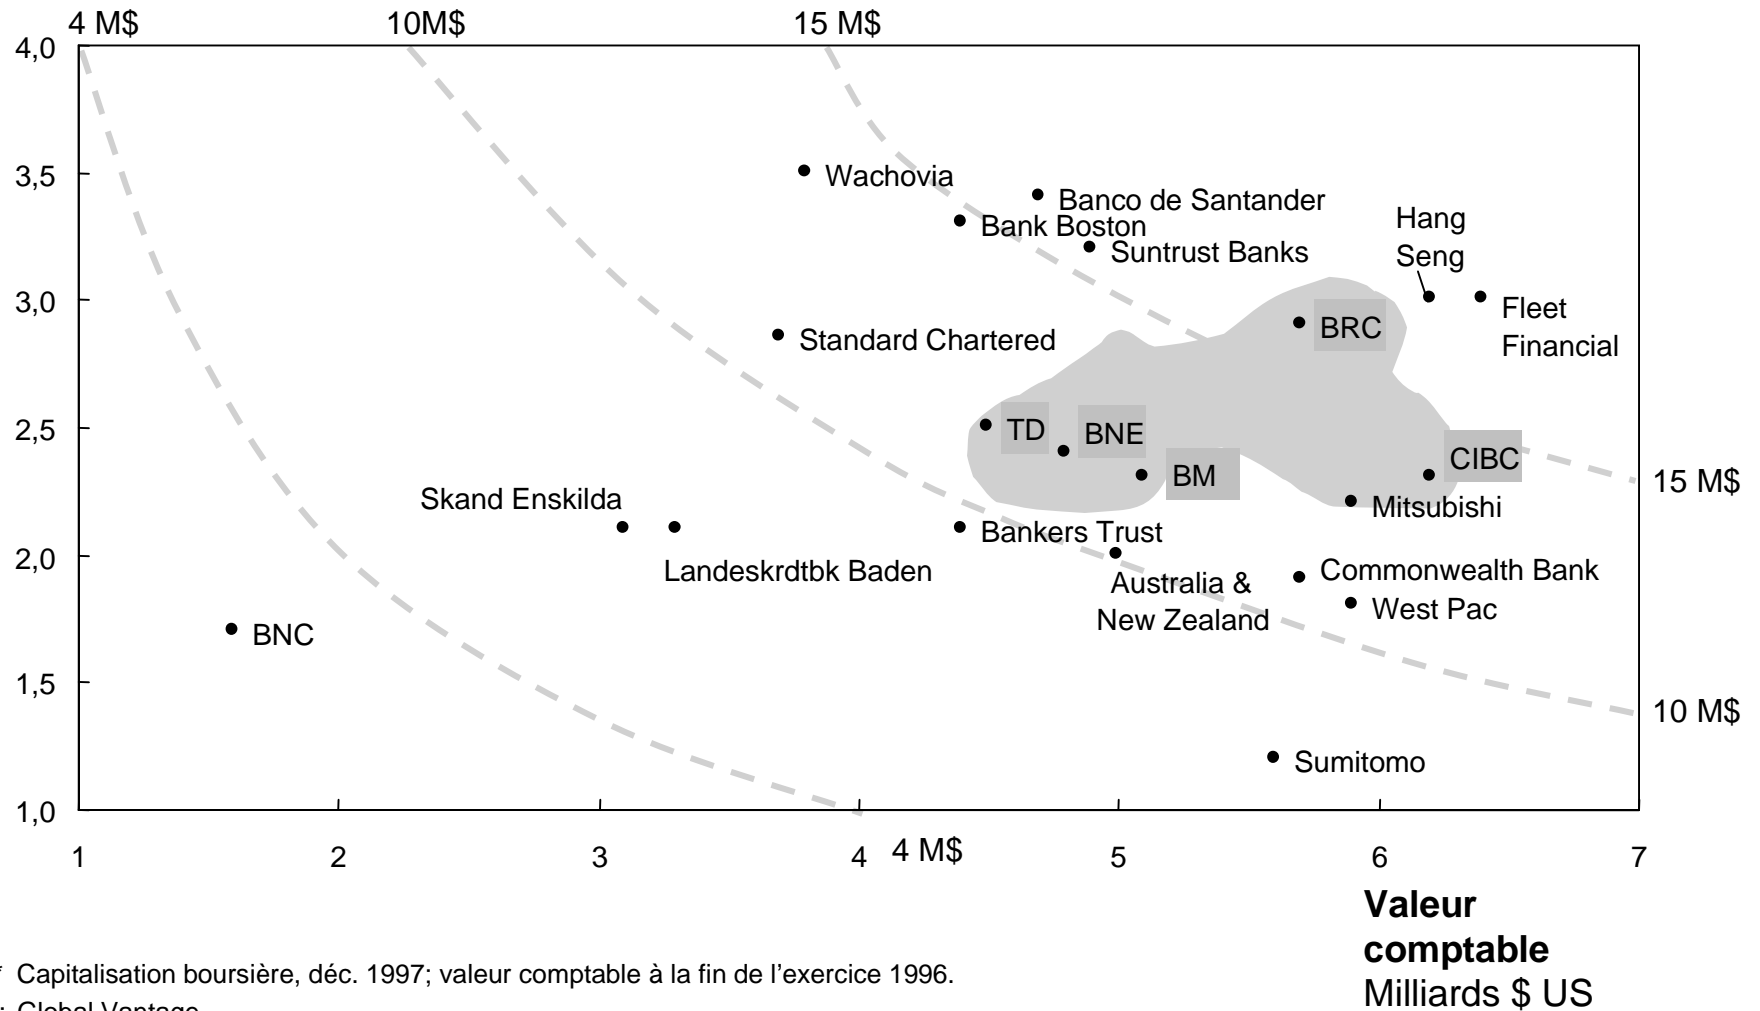 4 M$ 10M$ 15 M$
4,0
3,5
Wachovia
Banco de Santander
Bank Boston
Hang
Seng
Suntrust Banks
3,0
Fleet
Financial
BRC
Standard Chartered
2,5
TD
BNE
BM
CIBC
15 M$
Skand Enskilda
Mitsubishi
Bankers Trust
2,0
Landeskrdtbk Baden
Australia &
New Zealand
Commonwealth Bank
West Pac
BNC
1,5
10 M$
Sumitomo
1,0
1 2 3 4 4 M$ 5 6 7
Valeur
comptable
Milliards $ US
* Capitalisation boursière, déc. 1997; valeur comptable à la fin de l’exercice 1996.
: Global Vantage